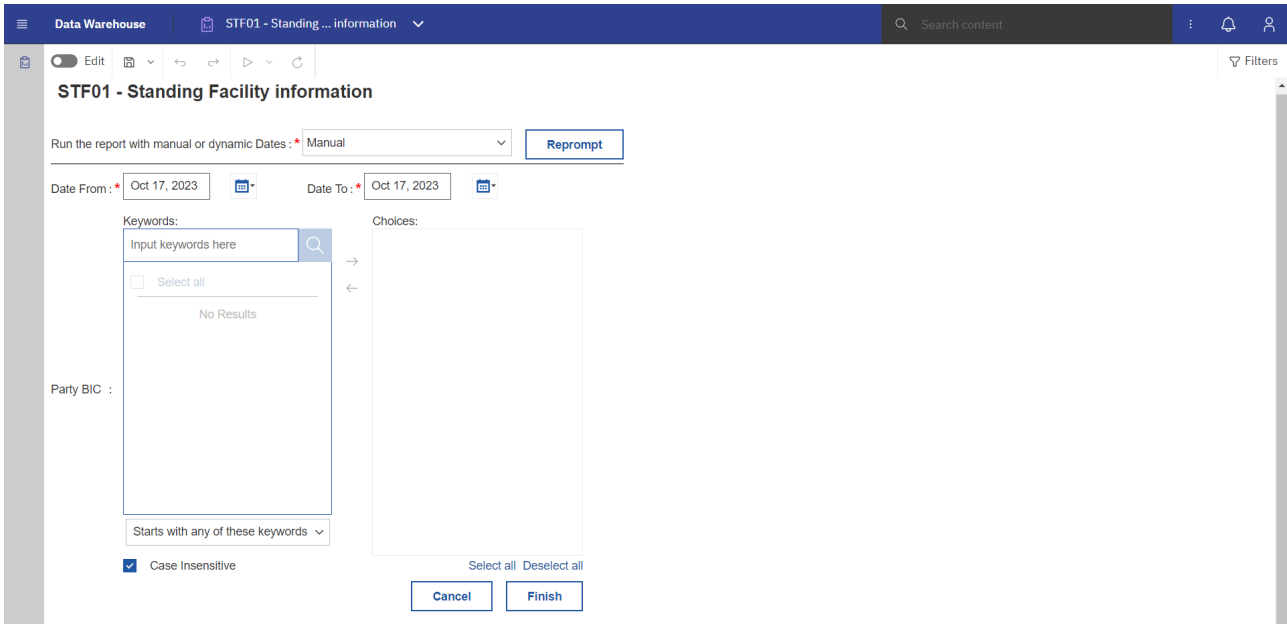 Data Warehouse STF01 - Standing ... information Search content
Edit Filters
STF01 - Standing Facility information
Run the report with manual or dynamic Dates : * Manual Reprompt
Date From : * Oct 17, 2023 Date To : * Oct 17, 2023
Keywords: Choices:
Input keywords here
Select all
No Results
Party BIC :
Starts with any of these keywords
Case Insensitive Select all Deselect all
Cancel Finish